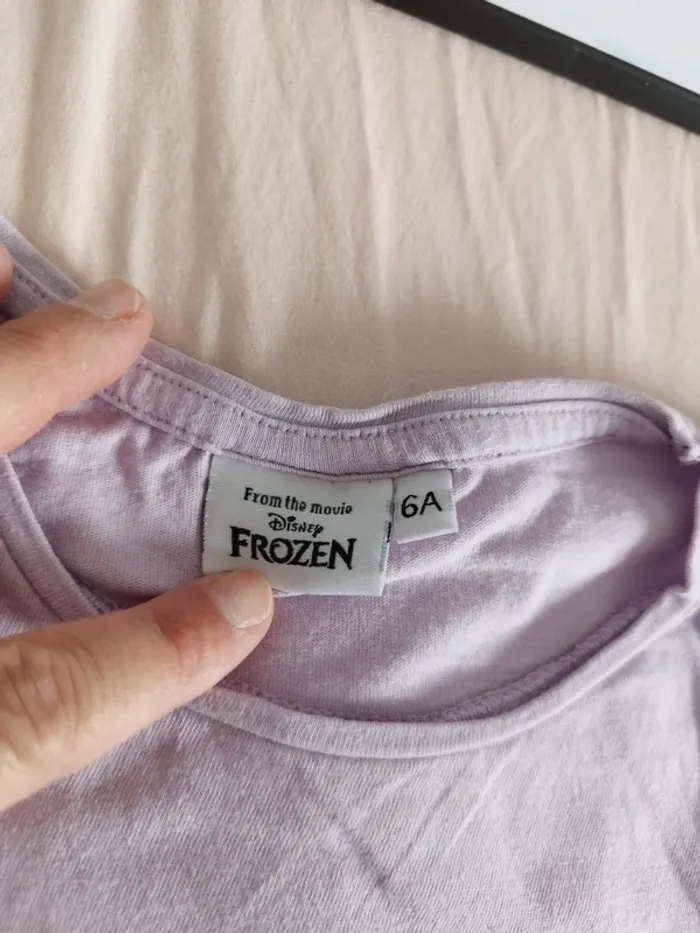 From the movie
Disney
FROZEN
6A